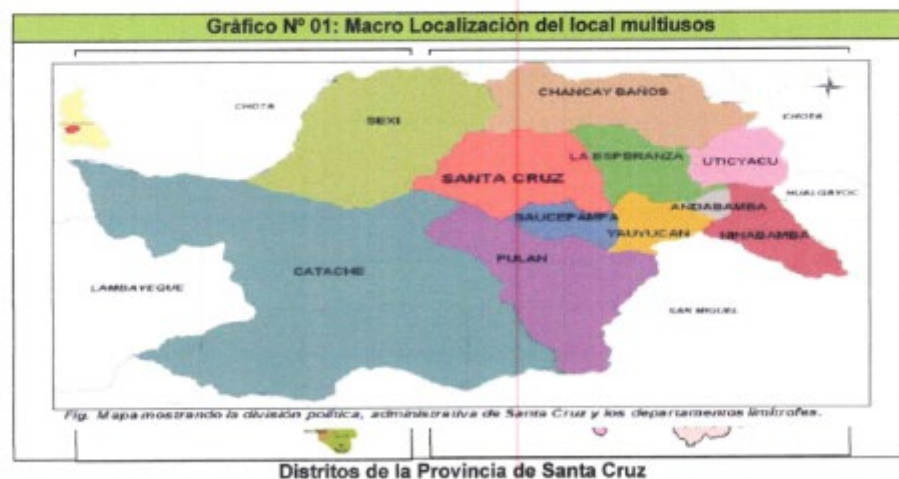 Gráfico Nº 01: Macro Localización del local multiusos
CHANCAY BAÑOS
CHOTA
CHOTA
SEXI
LA ESPERANZA
UTICYACU
SANTA CRUZ
HUALGAYOC
ANDABAMBA
SAUCEPAMPA
YAUYUCAN
NINABAMBA
PULAN
CATACHE
LAMBAYEQUE
SAN MIGUEL
Fig. Mapa mostrando la división política, administrativa de Santa Cruz y los departamentos limítrofes.
Distritos de la Provincia de Santa Cruz